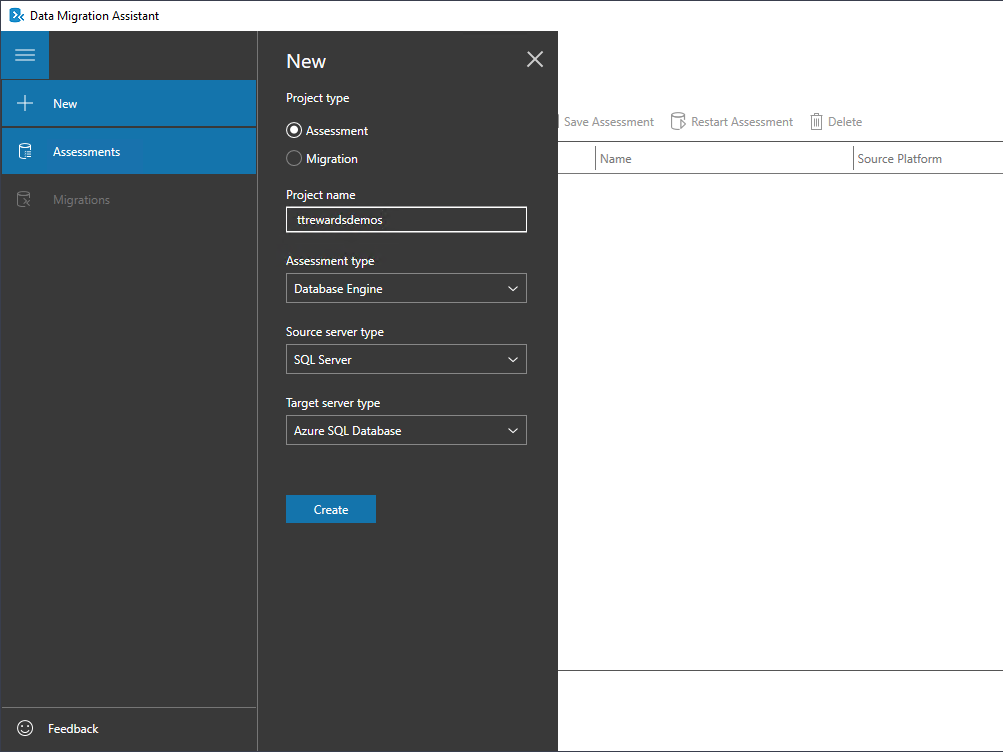 Data Migration Assistant
New
Assessments
Migrations
Feedback
New
Project type
Assessment
Migration
Project name
ttrewardsdemos
Assessment type
Database Engine
Source server type
SQL Server
Target server type
Azure SQL Database
Create
Save Assessment Restart Assessment Delete
Name Source Platform